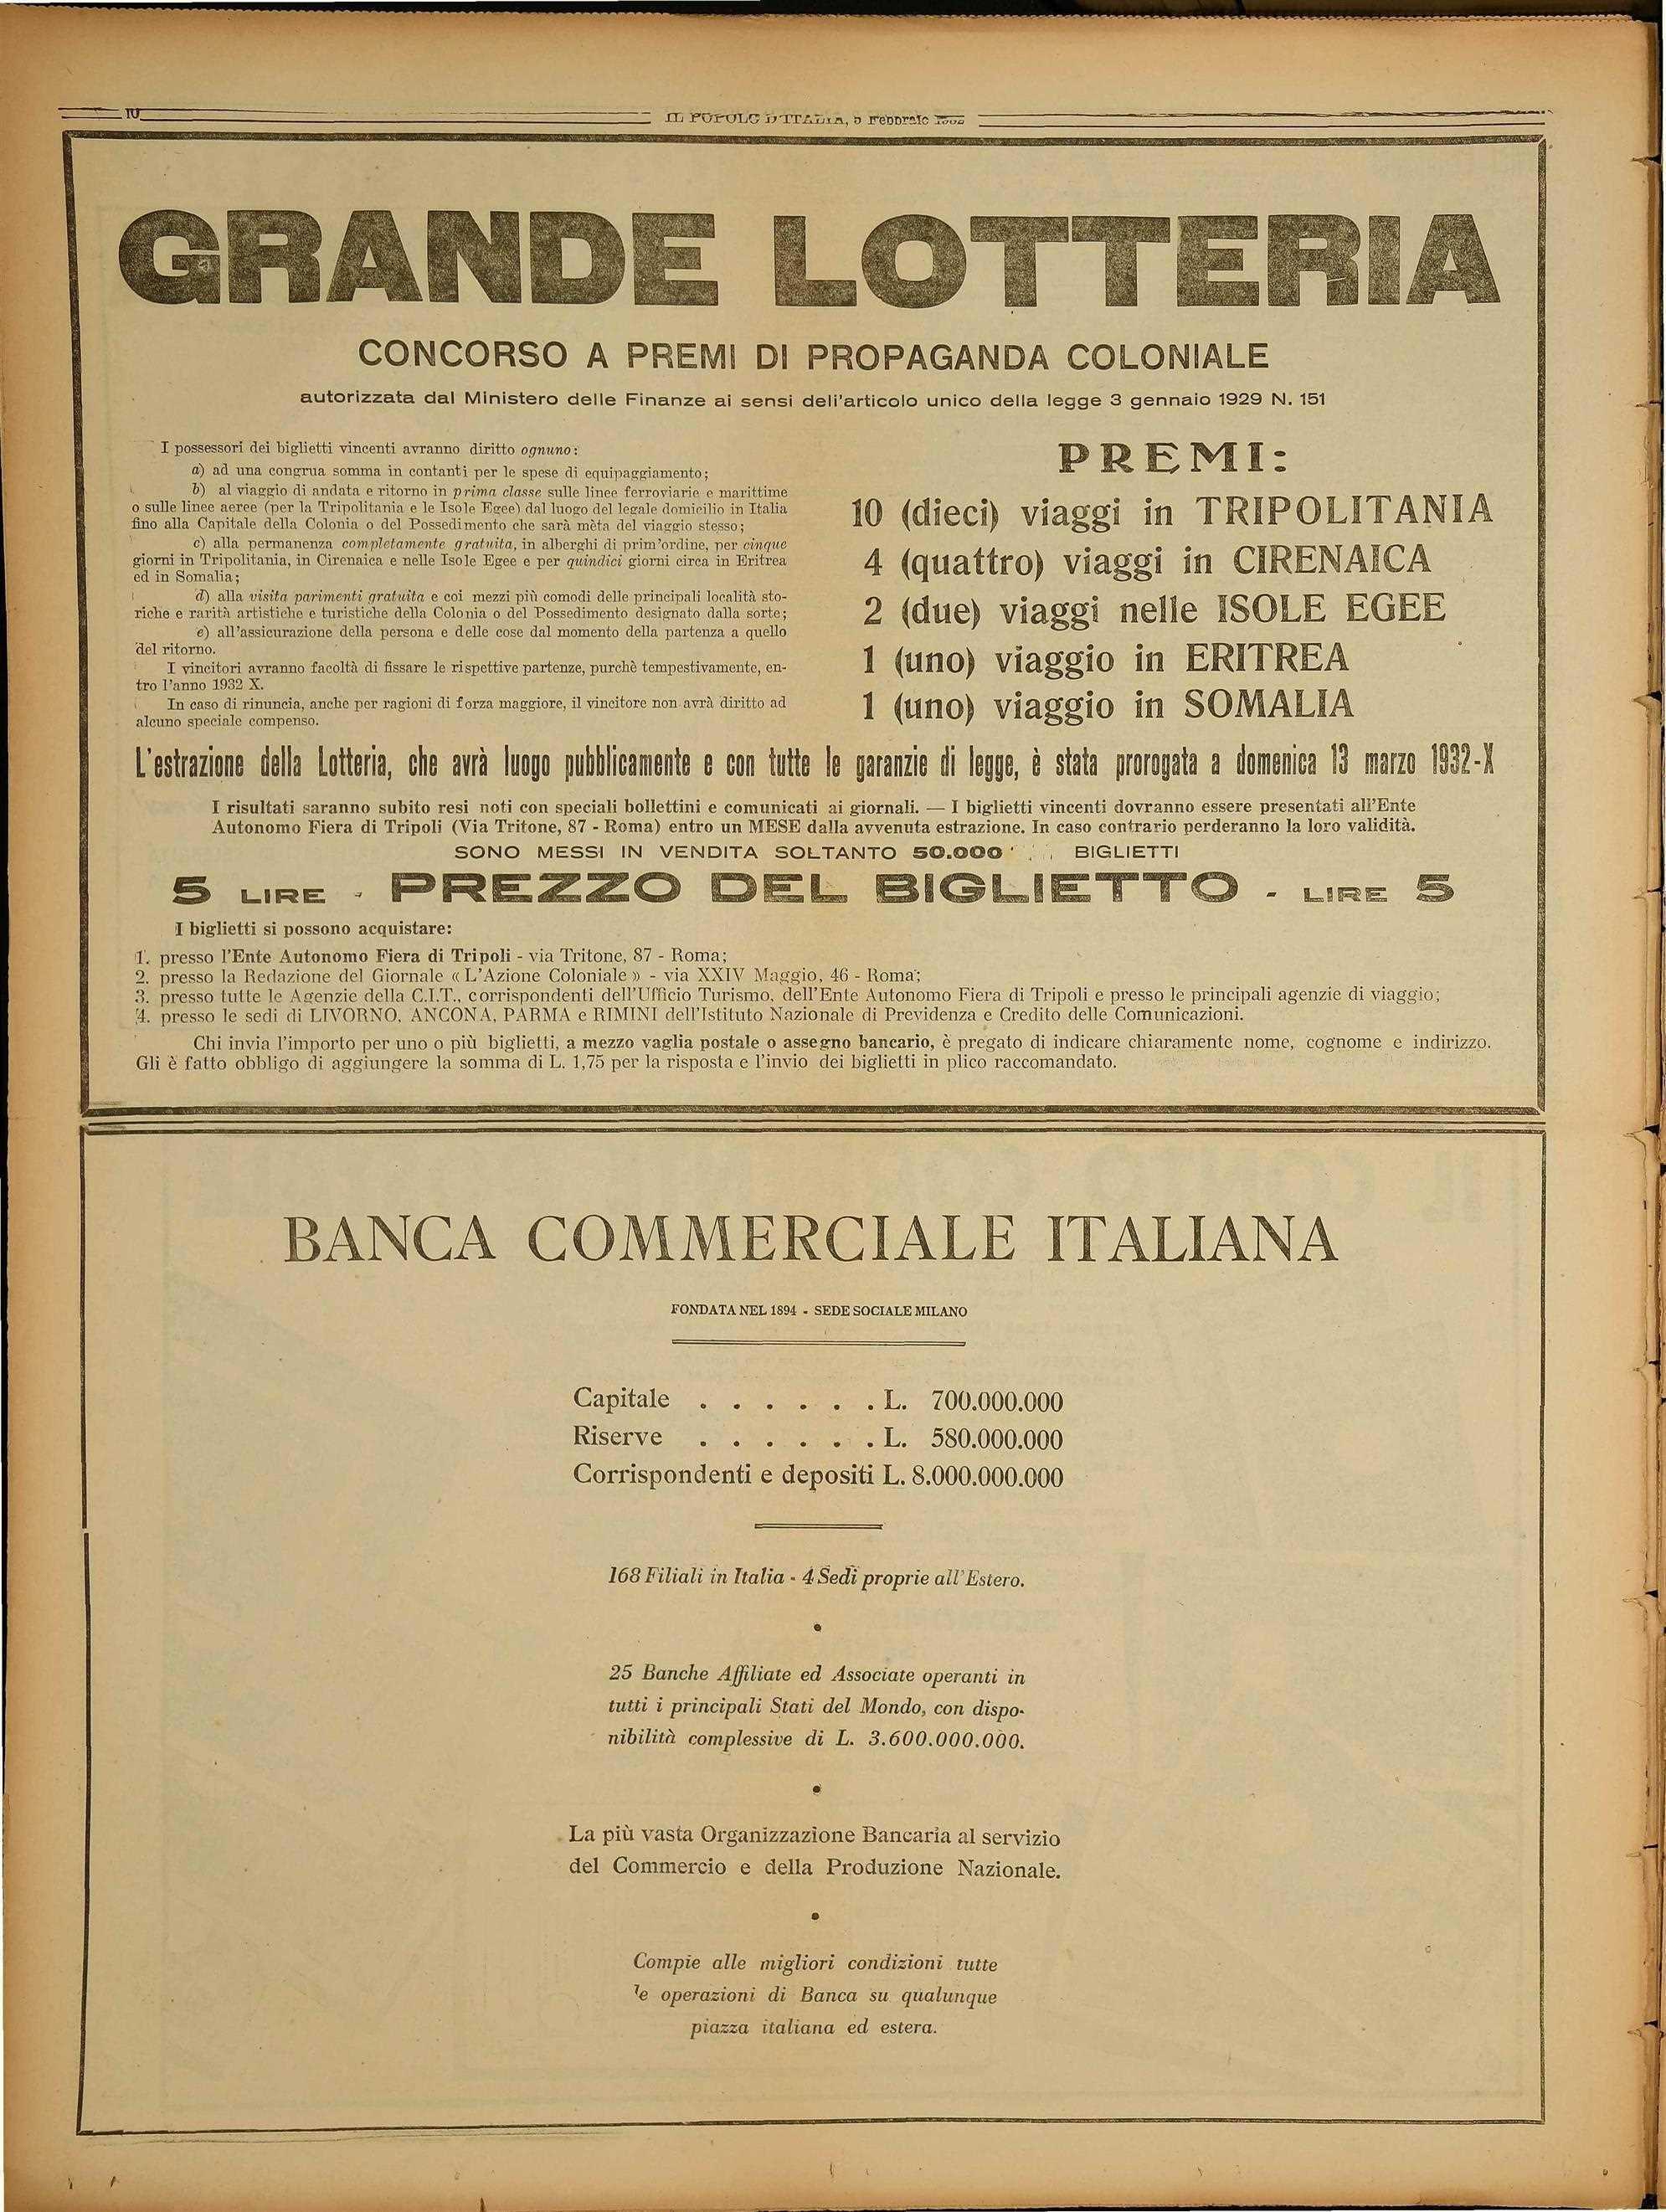 10
IL POPOLO D'ITALIA, 5 Febbraio 1932
GRANDE LOTTERIA
CONCORSO A PREMI DI PROPAGANDA COLONIALE
autorizzata dal Ministero delle Finanze ai sensi dell'articolo unico della legge 3 gennaio 1929 N. 151
I possessori dei biglietti vincenti avranno diritto ognuno:
a) ad una congrua somma in contanti per le spese di equipaggiamento;
b) al viaggio di andata e ritorno in prima classe sulle linee ferroviarie e marittime
o sulle linee aeree (per la Tripolitania e le Isole Egee) dal luogo del legale domicilio in Italia
fino alla Capitale della Colonia o del Possedimento che sarà mèta del viaggio stesso;
c) alla permanenza completamente gratuita, in alberghi di prim'ordine, per cinque
giorni in Tripolitania, in Cirenaica e nelle Isole Egee e per quindici giorni circa in Eritrea
ed in Somalia;
d) alla visita parimenti gratuita e coi mezzi più comodi delle principali località sto-
riche e rarità artistiche e turistiche della Colonia o del Possedimento designato dalla sorte;
e) all'assicurazione della persona e delle cose dal momento della partenza a quello
del ritorno.
I vincitori avranno facoltà di fissare le rispettive partenze, purchè tempestivamente, en-
tro l'anno 1932 X.
In caso di rinuncia, anche per ragioni di forza maggiore, il vincitore non avrà diritto ad
alcuno speciale compenso.
PREMI:
10 (dieci) viaggi in TRIPOLITANIA
4 (quattro) viaggi in CIRENAICA
2 (due) viaggi nelle ISOLE EGEE
1 (uno) viaggio in ERITREA
1 (uno) viaggio in SOMALIA
L'estrazione della Lotteria, che avrà luogo pubblicamente e con tutte le garanzie di legge, è stata prorogata a domenica 13 marzo 1932-X
I risultati saranno subito resi noti con speciali bollettini e comunicati ai giornali. — I biglietti vincenti dovranno essere presentati all'Ente
Autonomo Fiera di Tripoli (Via Tritone, 87 - Roma) entro un MESE dalla avvenuta estrazione. In caso contrario perderanno la loro validità.
SONO MESSI IN VENDITA SOLTANTO 50.000 BIGLIETTI
5 LIRE - PREZZO DEL BIGLIETTO - LIRE 5
I biglietti si possono acquistare:
1. presso l'Ente Autonomo Fiera di Tripoli - via Tritone, 87 - Roma;
2. presso la Redazione del Giornale « L'Azione Coloniale » - via XXIV Maggio, 46 - Roma;
3. presso tutte le Agenzie della C.I.T., corrispondenti dell'Ufficio Turismo, dell'Ente Autonomo Fiera di Tripoli e presso le principali agenzie di viaggio;
4. presso le sedi di LIVORNO, ANCONA, PARMA e RIMINI dell'Istituto Nazionale di Previdenza e Credito delle Comunicazioni.
Chi invia l'importo per uno o più biglietti, a mezzo vaglia postale o assegno bancario, è pregato di indicare chiaramente nome, cognome e indirizzo.
Gli è fatto obbligo di aggiungere la somma di L. 1,75 per la risposta e l'invio dei biglietti in plico raccomandato.
BANCA COMMERCIALE ITALIANA
FONDATA NEL 1894 - SEDE SOCIALE MILANO
Capitale . . . . . . L. 700.000.000
Riserve . . . . . . L. 580.000.000
Corrispondenti e depositi L. 8.000.000.000
168 Filiali in Italia - 4 Sedi proprie all'Estero.
25 Banche Affiliate ed Associate operanti in
tutti i principali Stati del Mondo, con dispo-
nibilità complessive di L. 3.600.000.000.
La più vasta Organizzazione Bancaria al servizio
del Commercio e della Produzione Nazionale.
Compie alle migliori condizioni tutte
le operazioni di Banca su qualunque
piazza italiana ed estera.